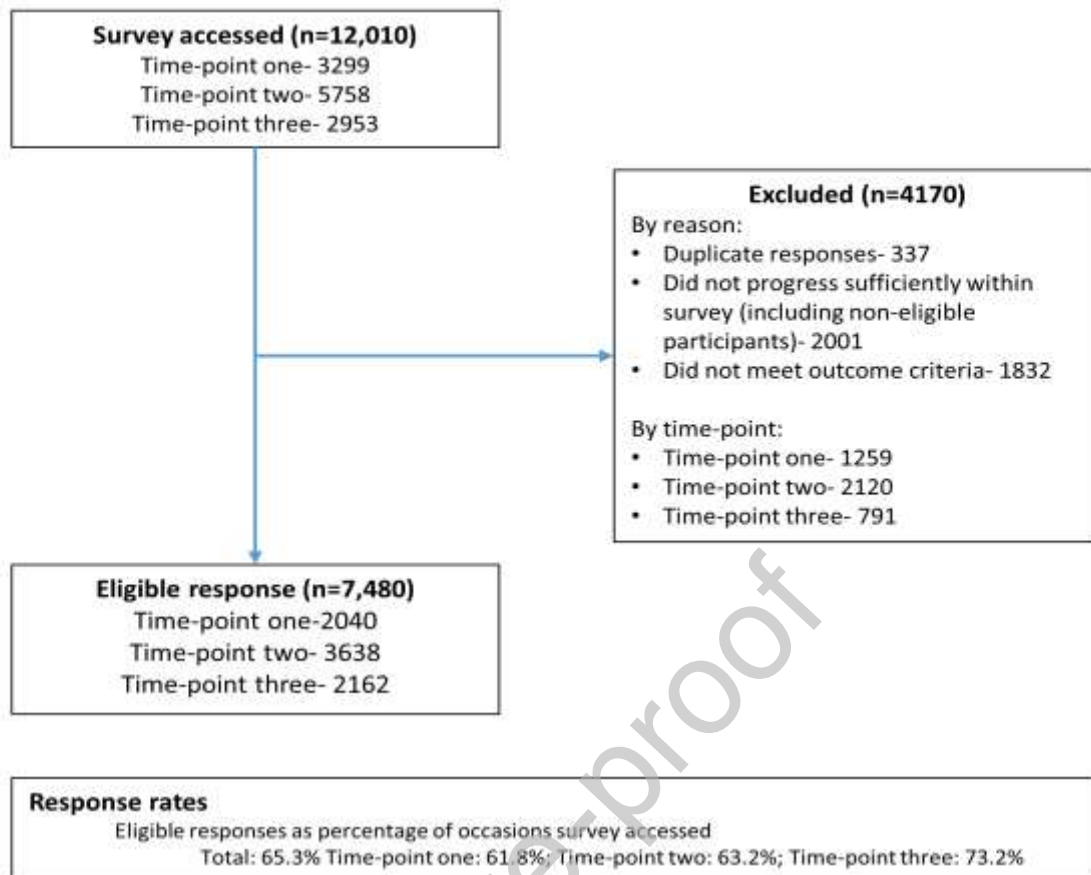 Survey accessed (n=12,010)
Time-point one- 3299
Time-point two- 5758
Time-point three- 2953
Excluded (n=4170)
By reason:
• Duplicate responses- 337
• Did not progress sufficiently within
survey (including non-eligible
participants)- 2001
• Did not meet outcome criteria- 1832
By time-point:
• Time-point one- 1259
• Time-point two- 2120
• Time-point three- 791
Eligible response (n=7,480)
Time-point one-2040
Time-point two- 3638
Time-point three- 2162
Response rates
Eligible responses as percentage of occasions survey accessed
Total: 65.3% Time-point one: 61.8%; Time-point two: 63.2%; Time-point three: 73.2%
e-proof